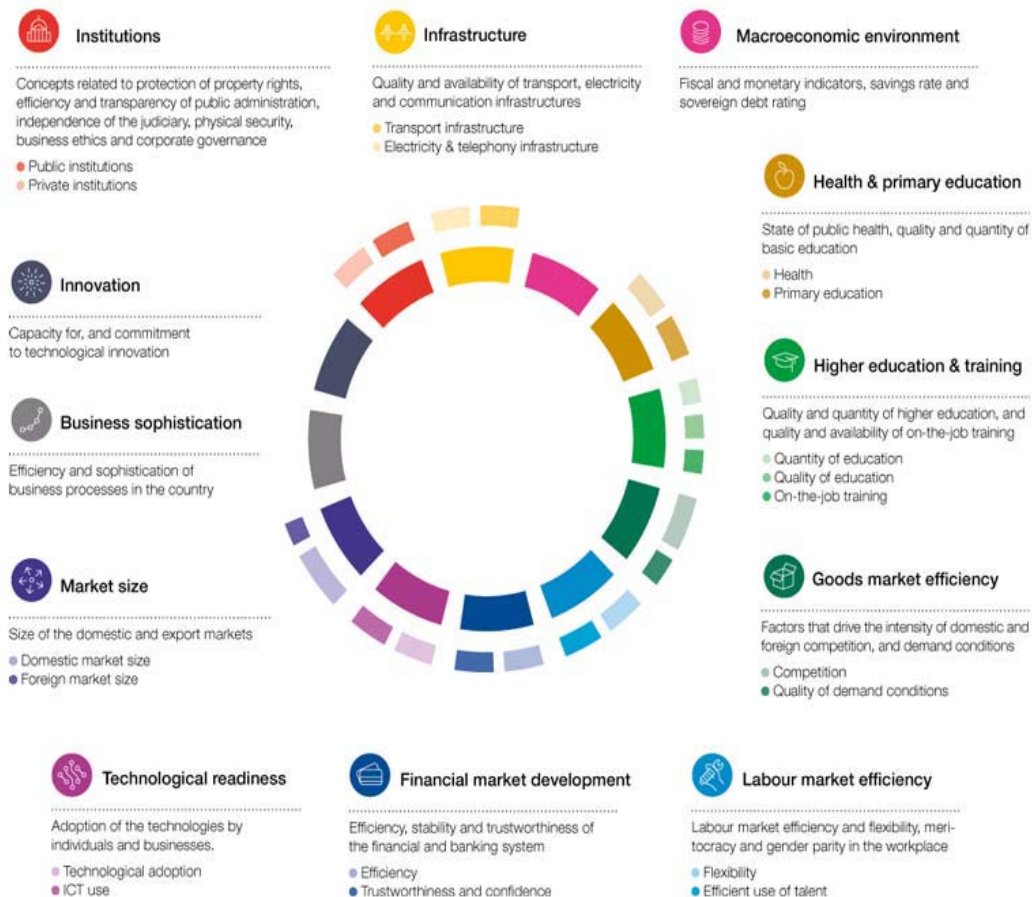 Institutions
Concepts related to protection of property rights,
efficiency and transparency of public administration,
independence of the judiciary, physical security,
business ethics and corporate governance
Public institutions
Private institutions
Infrastructure
Quality and availability of transport, electricity
and communication infrastructures
Transport infrastructure
Electricity & telephony infrastructure
Macroeconomic environment
Fiscal and monetary indicators, savings rate and
sovereign debt rating
Health & primary education
State of public health, quality and quantity of
basic education
Health
Primary education
Innovation
Capacity for, and commitment
to technological innovation
Higher education & training
Quality and quantity of higher education, and
quality and availability of on-the-job training
Quantity of education
Quality of education
On-the-job training
Business sophistication
Efficiency and sophistication of
business processes in the country
Market size
Size of the domestic and export markets
Domestic market size
Foreign market size
Goods market efficiency
Factors that drive the intensity of domestic and
foreign competition, and demand conditions
Competition
Quality of demand conditions
Technological readiness
Adoption of the technologies by
individuals and businesses.
Technological adoption
ICT use
Financial market development
Efficiency, stability and trustworthiness of
the financial and banking system
Efficiency
Trustworthiness and confidence
Labour market efficiency
Labour market efficiency and flexibility, meri-
tocracy and gender parity in the workplace
Flexibility
Efficient use of talent